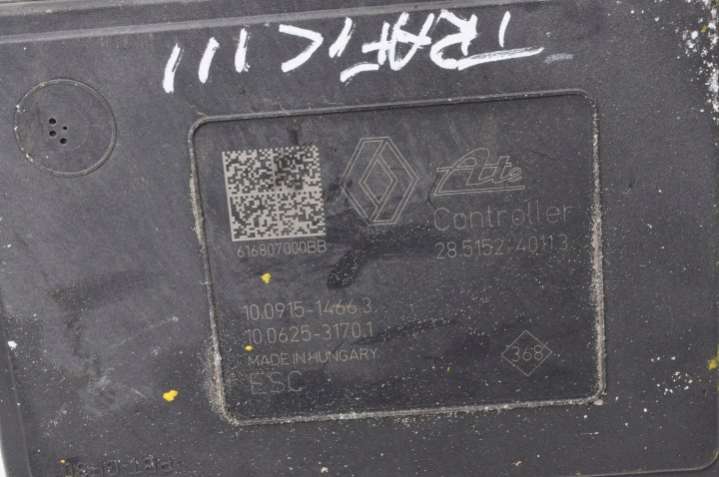 TRAFIC III
Ate
Controller
616807000BB
28.5152-4011.3
10.0915-1466.3
10.0625-3170.1
MADE IN HUNGARY
368
ESC